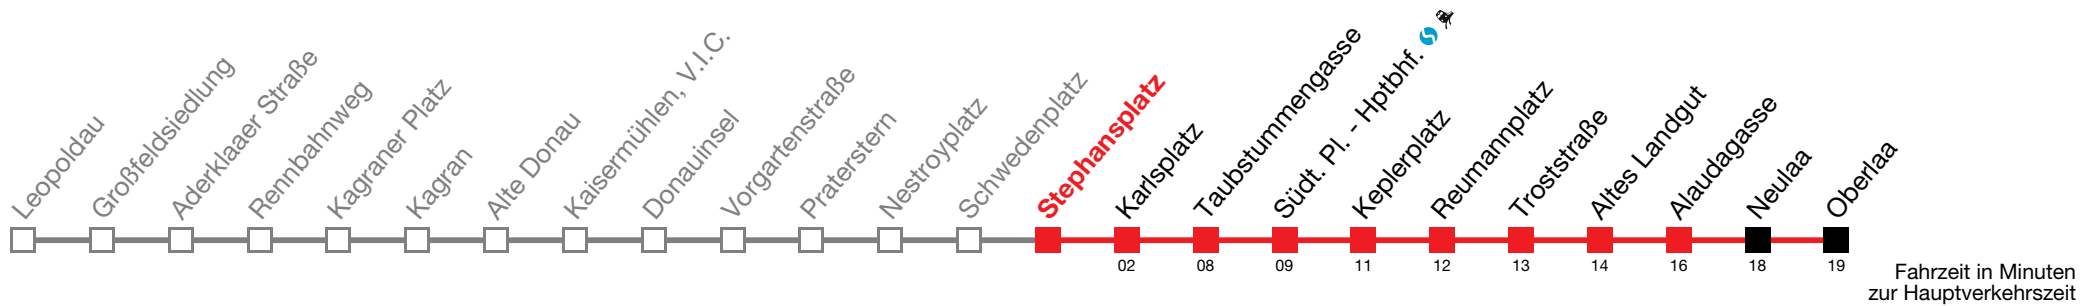 Leopoldau
Großfeldsiedlung
Aderklaaer Straße
Rennbahnweg
Kagraner Platz
Kagran
Alte Donau
Kaisermühlen, V.I.C.
Donauinsel
Vorgartenstraße
Praterstern
Nestroyplatz
Schwedenplatz
Stephansplatz
Karlsplatz
Taubstummengasse
Südt. Pl. - Hptbhf.
Keplerplatz
Reumannplatz
Troststraße
Altes Landgut
Alaudagasse
Neulaa
Oberlaa
02 08 09 11 12 13 14 16 18 19
Fahrzeit in Minuten
zur Hauptverkehrszeit